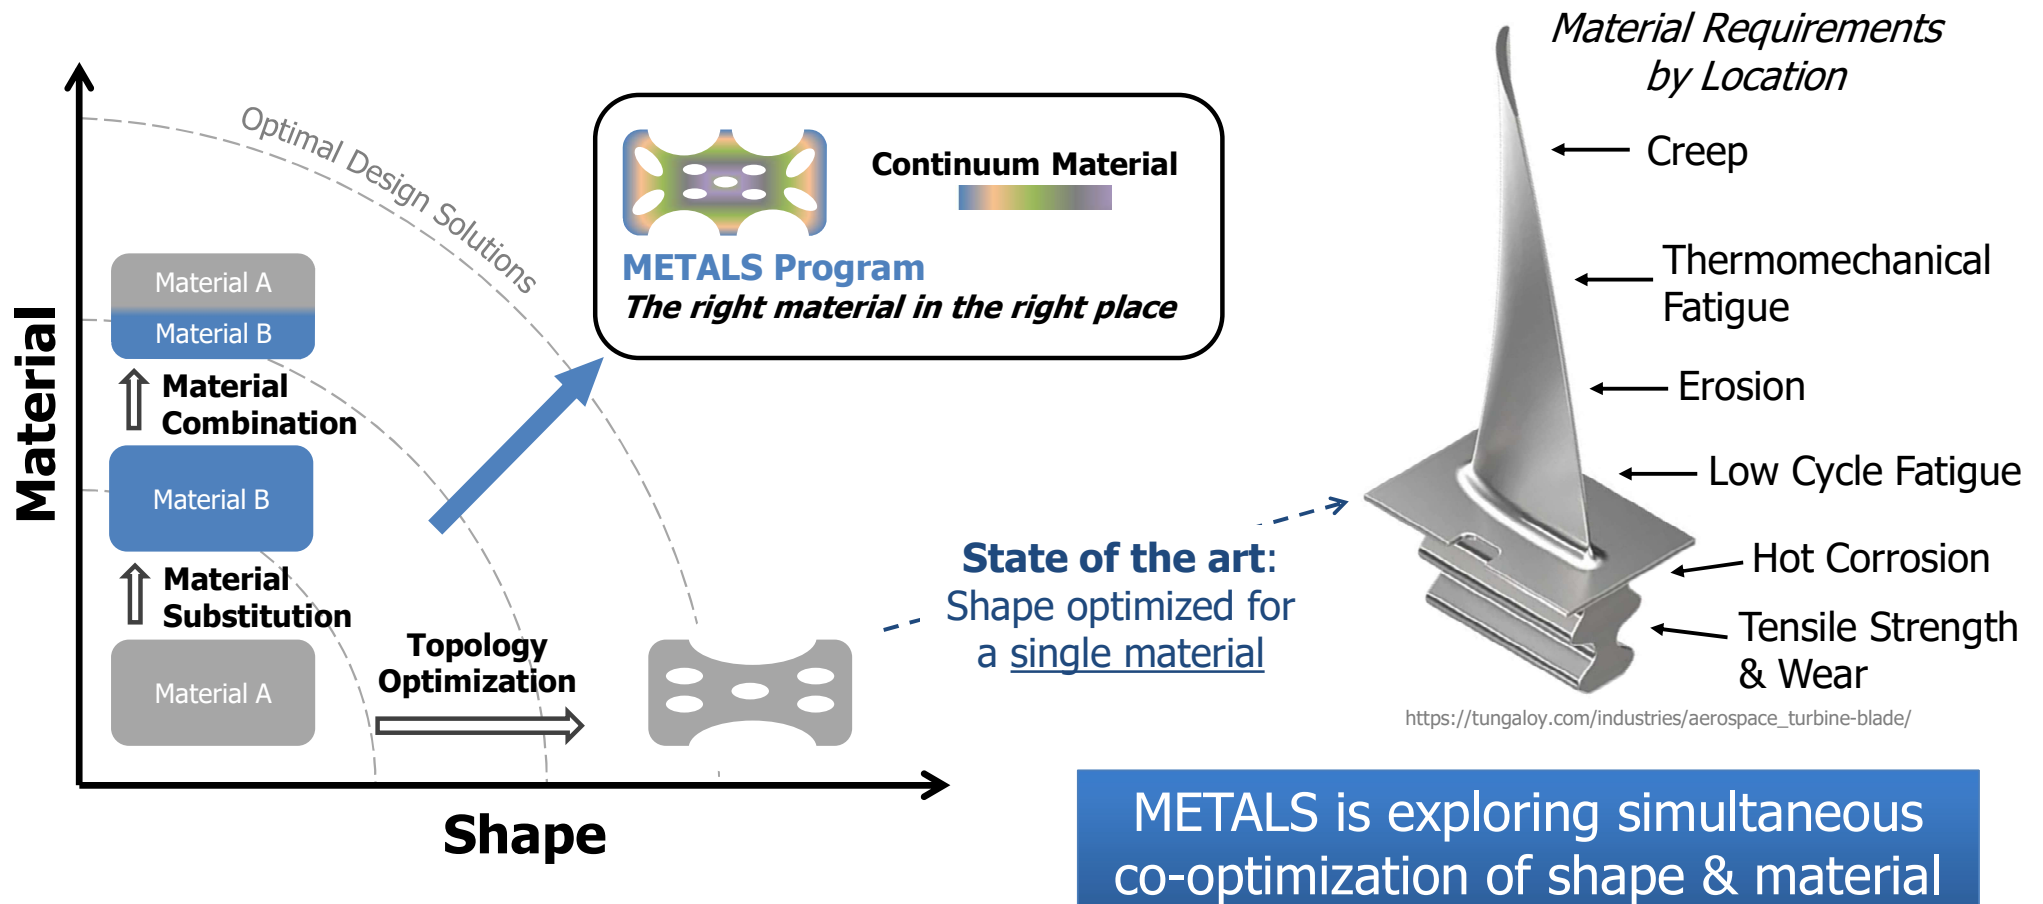 Material
Shape
Optimal Design Solutions
Material A
Material B
Material
Combination
Material B
Material
Substitution
Material A
Topology
Optimization
Continuum Material
METALS Program
The right material in the right place
State of the art:
Shape optimized for
a single material
Material Requirements
by Location
Creep
Thermomechanical
Fatigue
Erosion
Low Cycle Fatigue
Hot Corrosion
Tensile Strength
& Wear
https://tungaloy.com/industries/aerospace_turbine-blade/
METALS is exploring simultaneous
co-optimization of shape & material